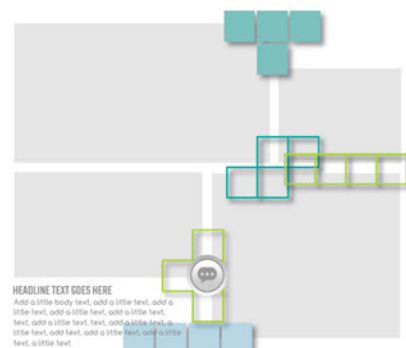 HEADLINE TEXT GOES HERE
Add a little body text, add a little text, add a
little text, add a little text, add a little text,
text, add a little text, text, add a little text, a
little text, add text, add a little text, add a little
text, a little text